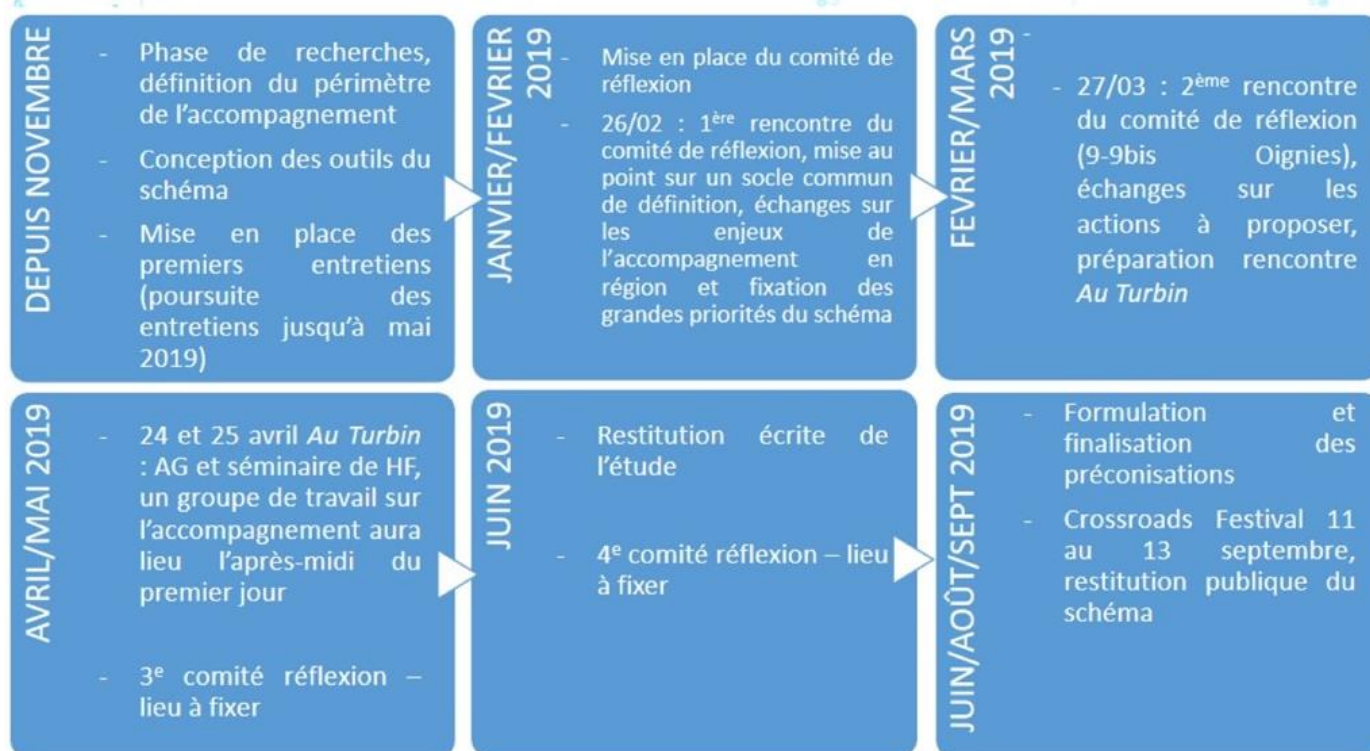 DEPUIS NOVEMBRE
- Phase de recherches,
définition du périmètre
de l’accompagnement
- Conception des outils du
schéma
- Mise en place des
premiers entretiens
(poursuite des
entretiens jusqu’à mai
2019)
JANVIER/FEVRIER
2019
- Mise en place du comité de
réflexion
- 26/02 : 1ère rencontre du
comité de réflexion, mise au
point sur un socle commun
de définition, échanges sur
les enjeux de
l’accompagnement en
région et fixation des
grandes priorités du schéma
FEVRIER/MARS
2019
-
- 27/03 : 2ème rencontre
du comité de réflexion
(9-9bis Oignies),
échanges sur les
actions à proposer,
préparation rencontre
Au Turbin
AVRIL/MAI 2019
- 24 et 25 avril Au Turbin
: AG et séminaire de HF,
un groupe de travail sur
l’accompagnement aura
lieu l’après-midi du
premier jour
- 3e comité réflexion –
lieu à fixer
JUIN 2019
- Restitution écrite de
l’étude
- 4e comité réflexion – lieu
à fixer
JUIN/AOÛT/SEPT 2019
- Formulation et
finalisation des
préconisations
- Crossroads Festival 11
au 13 septembre,
restitution publique du
schéma